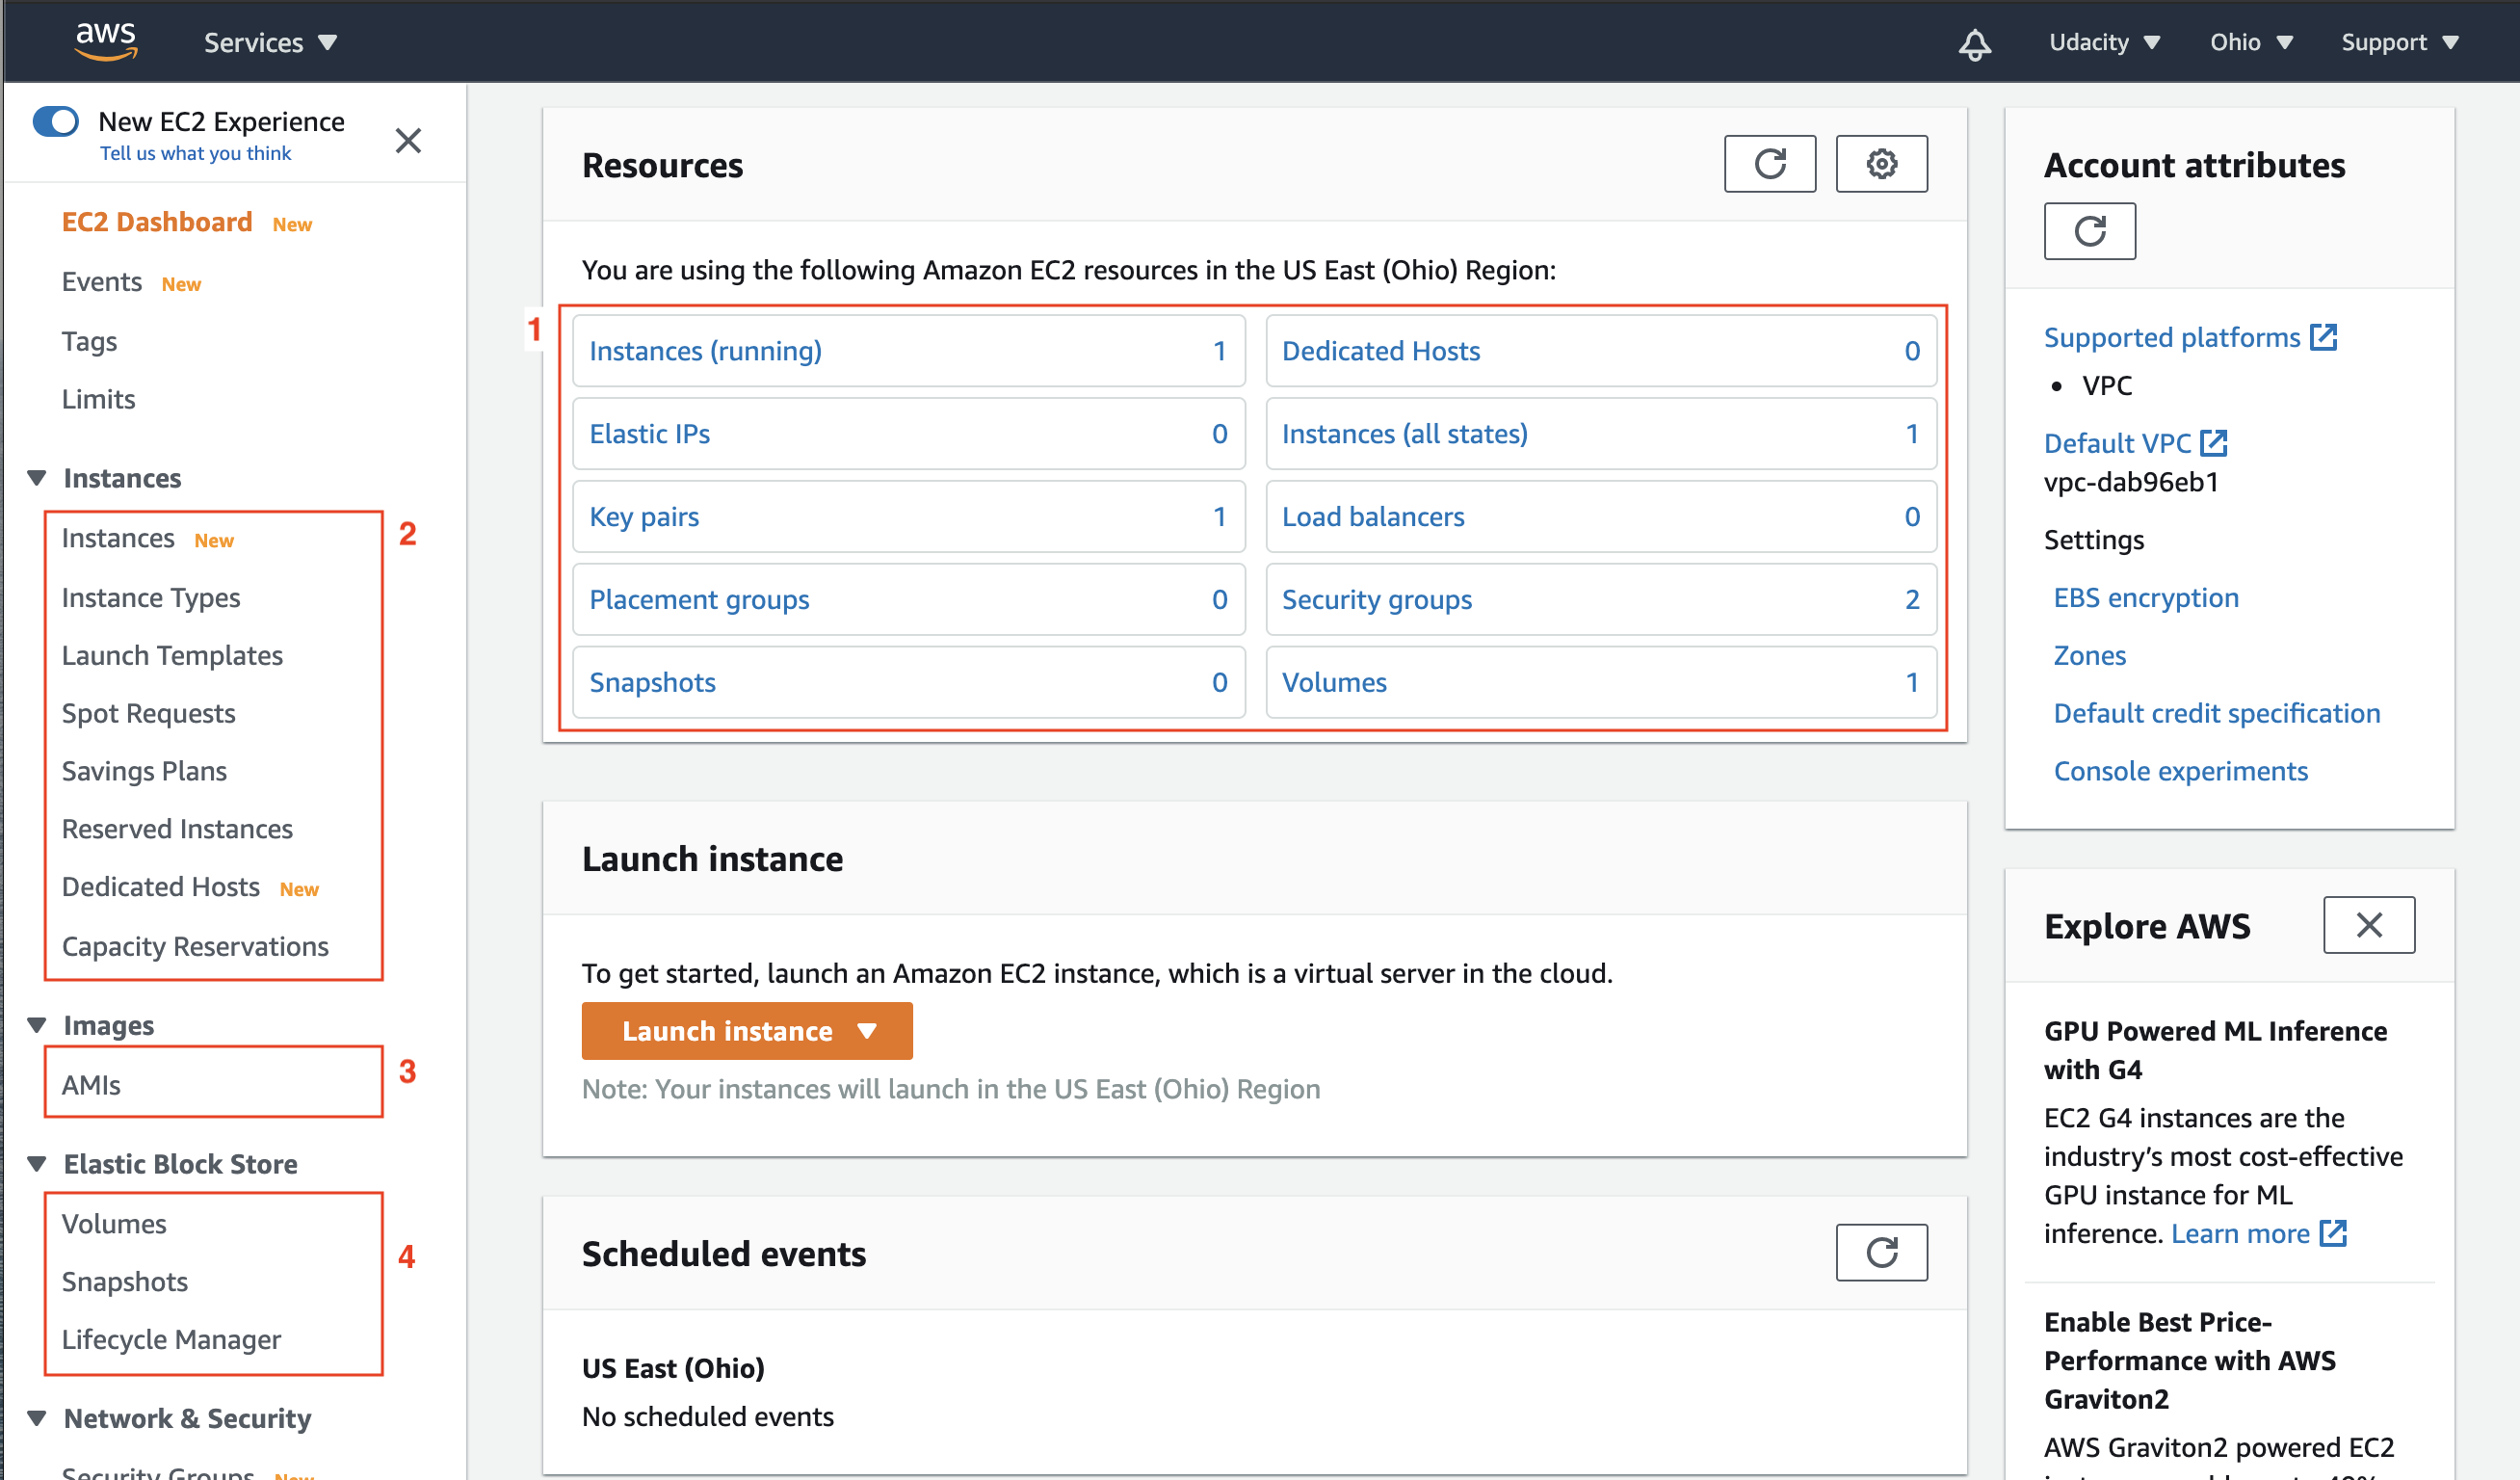 aws
Services
Udacity
Ohio
Support
New EC2 Experience
Tell us what you think
EC2 Dashboard New
Events New
Tags
Limits
Instances
2
Instances New
Instance Types
Launch Templates
Spot Requests
Savings Plans
Reserved Instances
Dedicated Hosts New
Capacity Reservations
Images
3
AMIs
Elastic Block Store
4
Volumes
Snapshots
Lifecycle Manager
Network & Security
Security Groups New
Resources
You are using the following Amazon EC2 resources in the US East (Ohio) Region:
1
Instances (running) 1
Dedicated Hosts 0
Elastic IPs 0
Instances (all states) 1
Key pairs 1
Load balancers 0
Placement groups 0
Security groups 2
Snapshots 0
Volumes 1
Launch instance
To get started, launch an Amazon EC2 instance, which is a virtual server in the cloud.
Launch instance
Note: Your instances will launch in the US East (Ohio) Region
Scheduled events
US East (Ohio)
No scheduled events
Account attributes
Supported platforms
• VPC
Default VPC
vpc-dab96eb1
Settings
EBS encryption
Zones
Default credit specification
Console experiments
Explore AWS
GPU Powered ML Inference
with G4
EC2 G4 instances are the
industry’s most cost-effective
GPU instance for ML
inference. Learn more
Enable Best Price-
Performance with AWS
Graviton2
AWS Graviton2 powered EC2